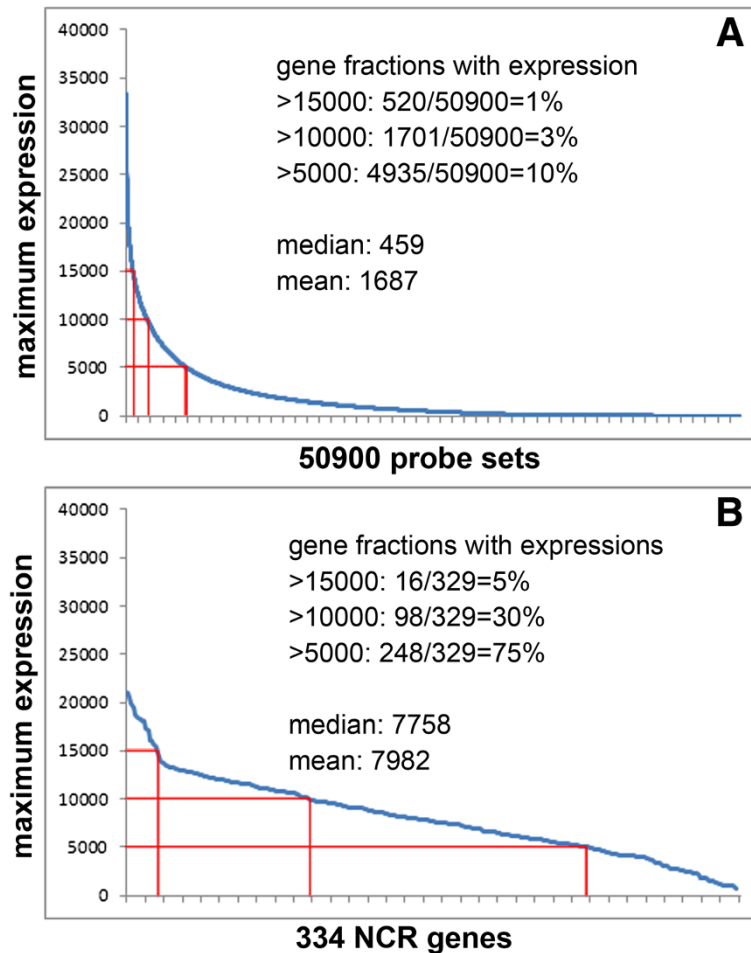 A
maximum expression
40000
35000
30000
25000
20000
15000
10000
5000
0
gene fractions with expression
>15000: 520/50900=1%
>10000: 1701/50900=3%
>5000: 4935/50900=10%
median: 459
mean: 1687
50900 probe sets
B
maximum expression
40000
35000
30000
25000
20000
15000
10000
5000
0
gene fractions with expressions
>15000: 16/329=5%
>10000: 98/329=30%
>5000: 248/329=75%
median: 7758
mean: 7982
334 NCR genes